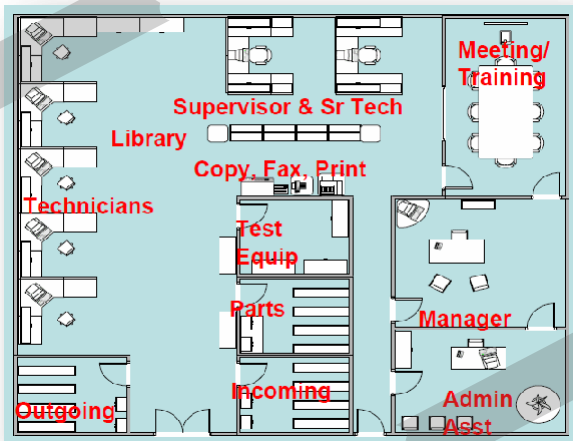 Meeting/
Training
Supervisor & Sr Tech
Library
Copy, Fax, Print
Technicians
Test
Equip
Parts
Manager
Incoming
Outgoing
Admin
Asst